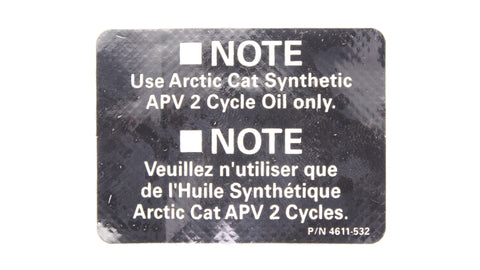 ■ NOTE
Use Arctic Cat Synthetic
APV 2 Cycle Oil only.
■ NOTE
Veuillez n'utiliser que
de l'Huile Synthétique
Arctic Cat APV 2 Cycles.
P/N 4611-532